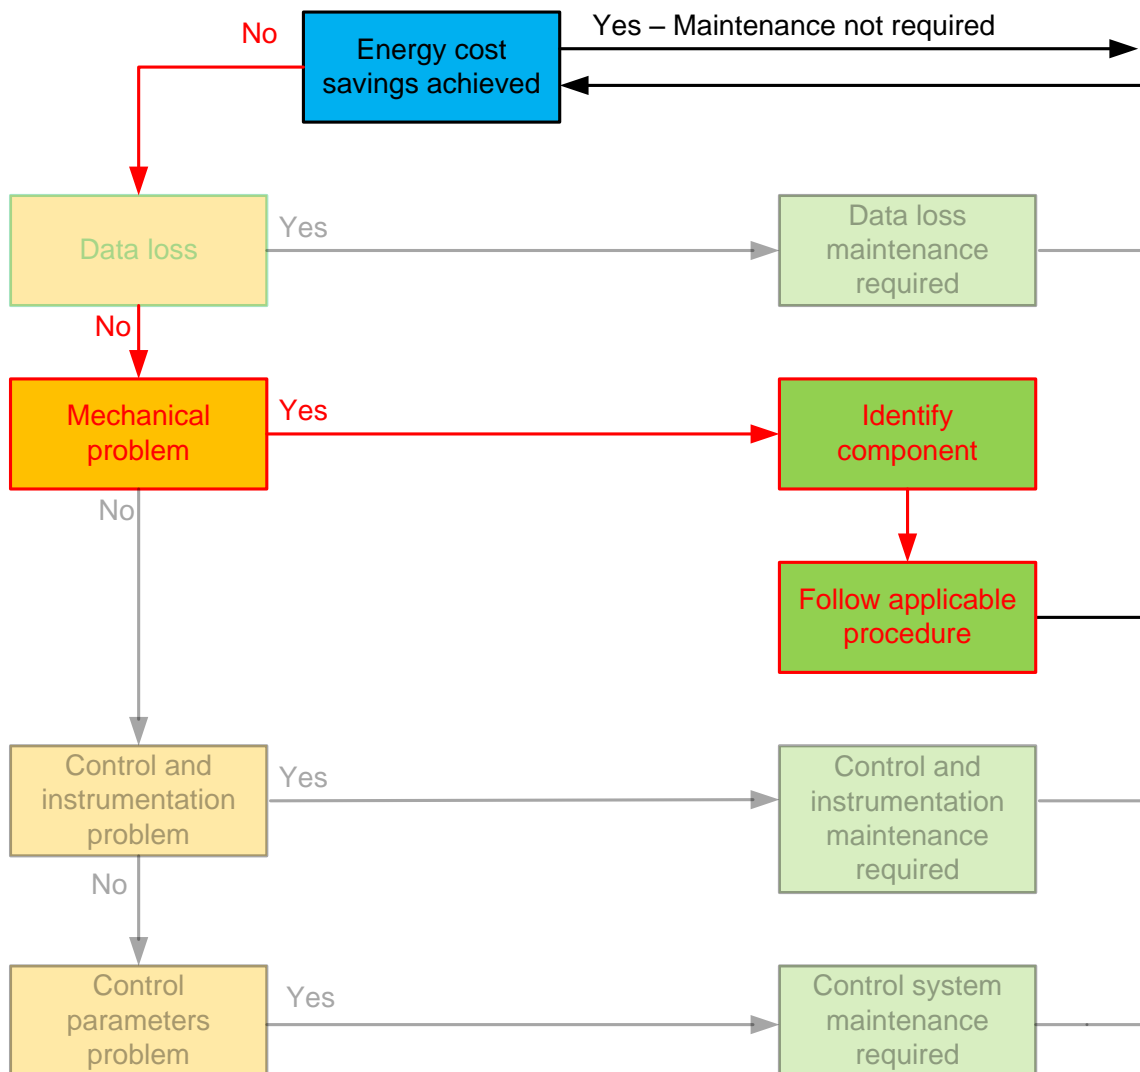 No
Energy cost
savings achieved
Yes – Maintenance not required
Data loss
Yes
Data loss
maintenance
required
No
Mechanical
problem
Yes
Identify
component
No
Follow applicable
procedure
Control and
instrumentation
problem
Yes
Control and
instrumentation
maintenance
required
No
Control
parameters
problem
Yes
Control system
maintenance
required